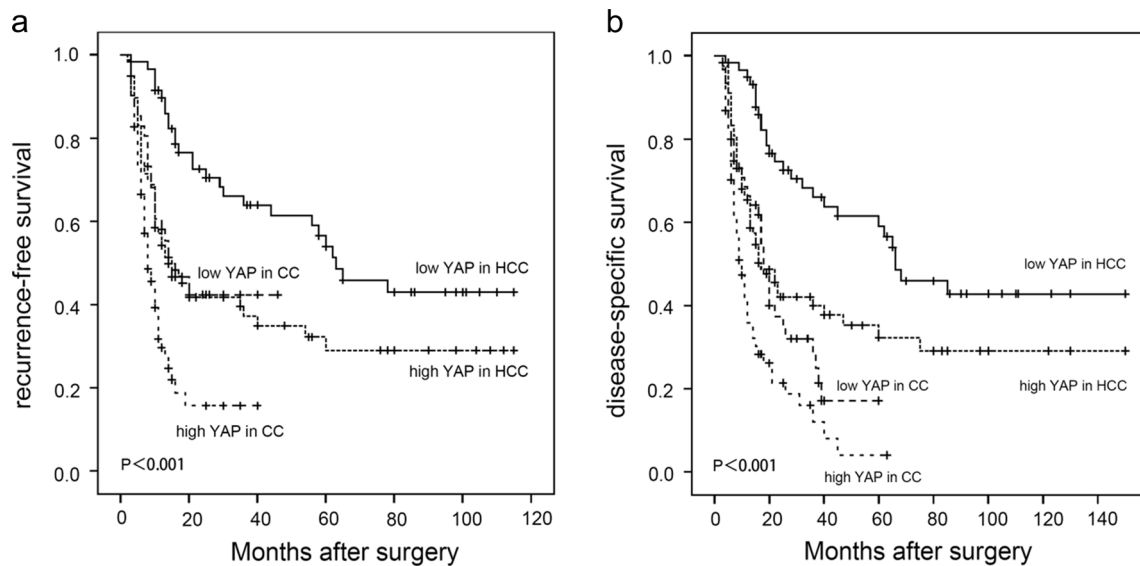 a
recurrence-free survival
1.0
0.8
0.6
0.4
0.2
0.0
low YAP in CC
low YAP in HCC
high YAP in HCC
high YAP in CC
P<0.001
0 20 40 60 80 100 120
Months after surgery
b
disease-specific survival
1.0
0.8
0.6
0.4
0.2
0.0
low YAP in HCC
high YAP in HCC
low YAP in CC
high YAP in CC
P<0.001
0 20 40 60 80 100 120 140
Months after surgery